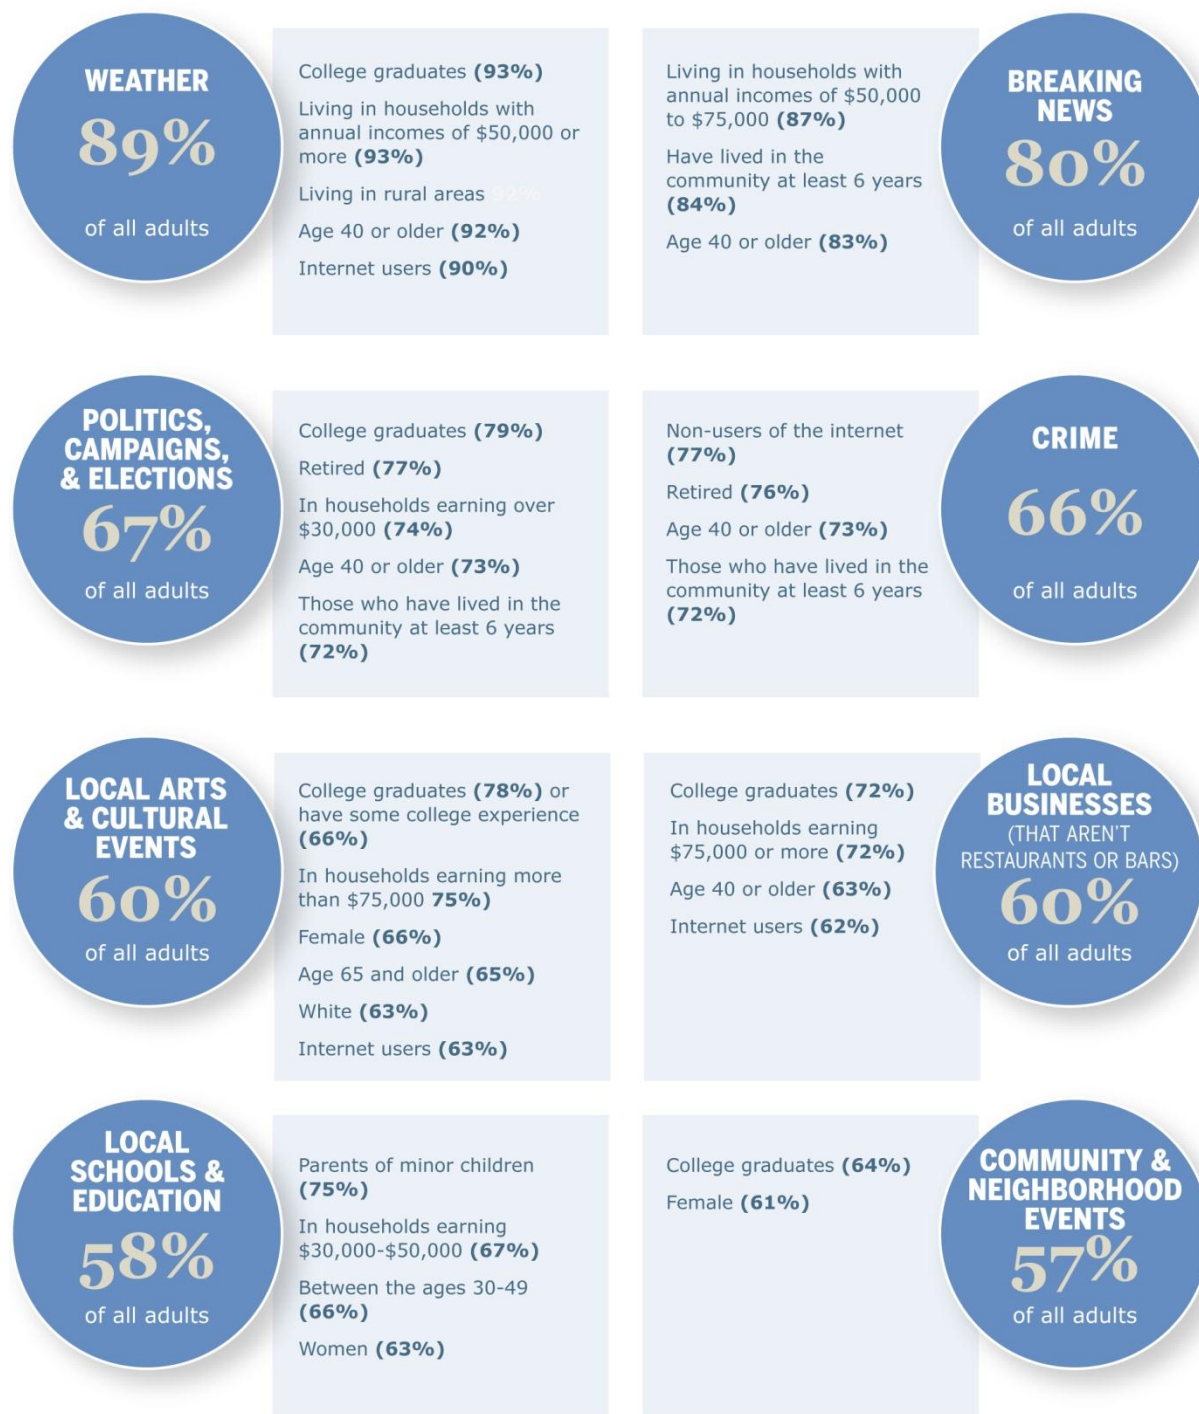 WEATHER
89%
of all adults
College graduates (93%)
Living in households with
annual incomes of $50,000 or
more (93%)
Living in rural areas 92%
Age 40 or older (92%)
Internet users (90%)
Living in households with
annual incomes of $50,000
to $75,000 (87%)
Have lived in the
community at least 6 years
(84%)
Age 40 or older (83%)
BREAKING
NEWS
80%
of all adults
POLITICS,
CAMPAIGNS,
& ELECTIONS
67%
of all adults
College graduates (79%)
Retired (77%)
In households earning over
$30,000 (74%)
Age 40 or older (73%)
Those who have lived in the
community at least 6 years
(72%)
Non-users of the internet
(77%)
Retired (76%)
Age 40 or older (73%)
Those who have lived in the
community at least 6 years
(72%)
CRIME
66%
of all adults
LOCAL ARTS
& CULTURAL
EVENTS
60%
of all adults
College graduates (78%) or
have some college experience
(66%)
In households earning more
than $75,000 75%)
Female (66%)
Age 65 and older (65%)
White (63%)
Internet users (63%)
College graduates (72%)
In households earning
$75,000 or more (72%)
Age 40 or older (63%)
Internet users (62%)
LOCAL
BUSINESSES
(THAT AREN'T
RESTAURANTS OR BARS)
60%
of all adults
LOCAL
SCHOOLS &
EDUCATION
58%
of all adults
Parents of minor children
(75%)
In households earning
$30,000-$50,000 (67%)
Between the ages 30-49
(66%)
Women (63%)
College graduates (64%)
Female (61%)
COMMUNITY &
NEIGHBORHOOD
EVENTS
57%
of all adults